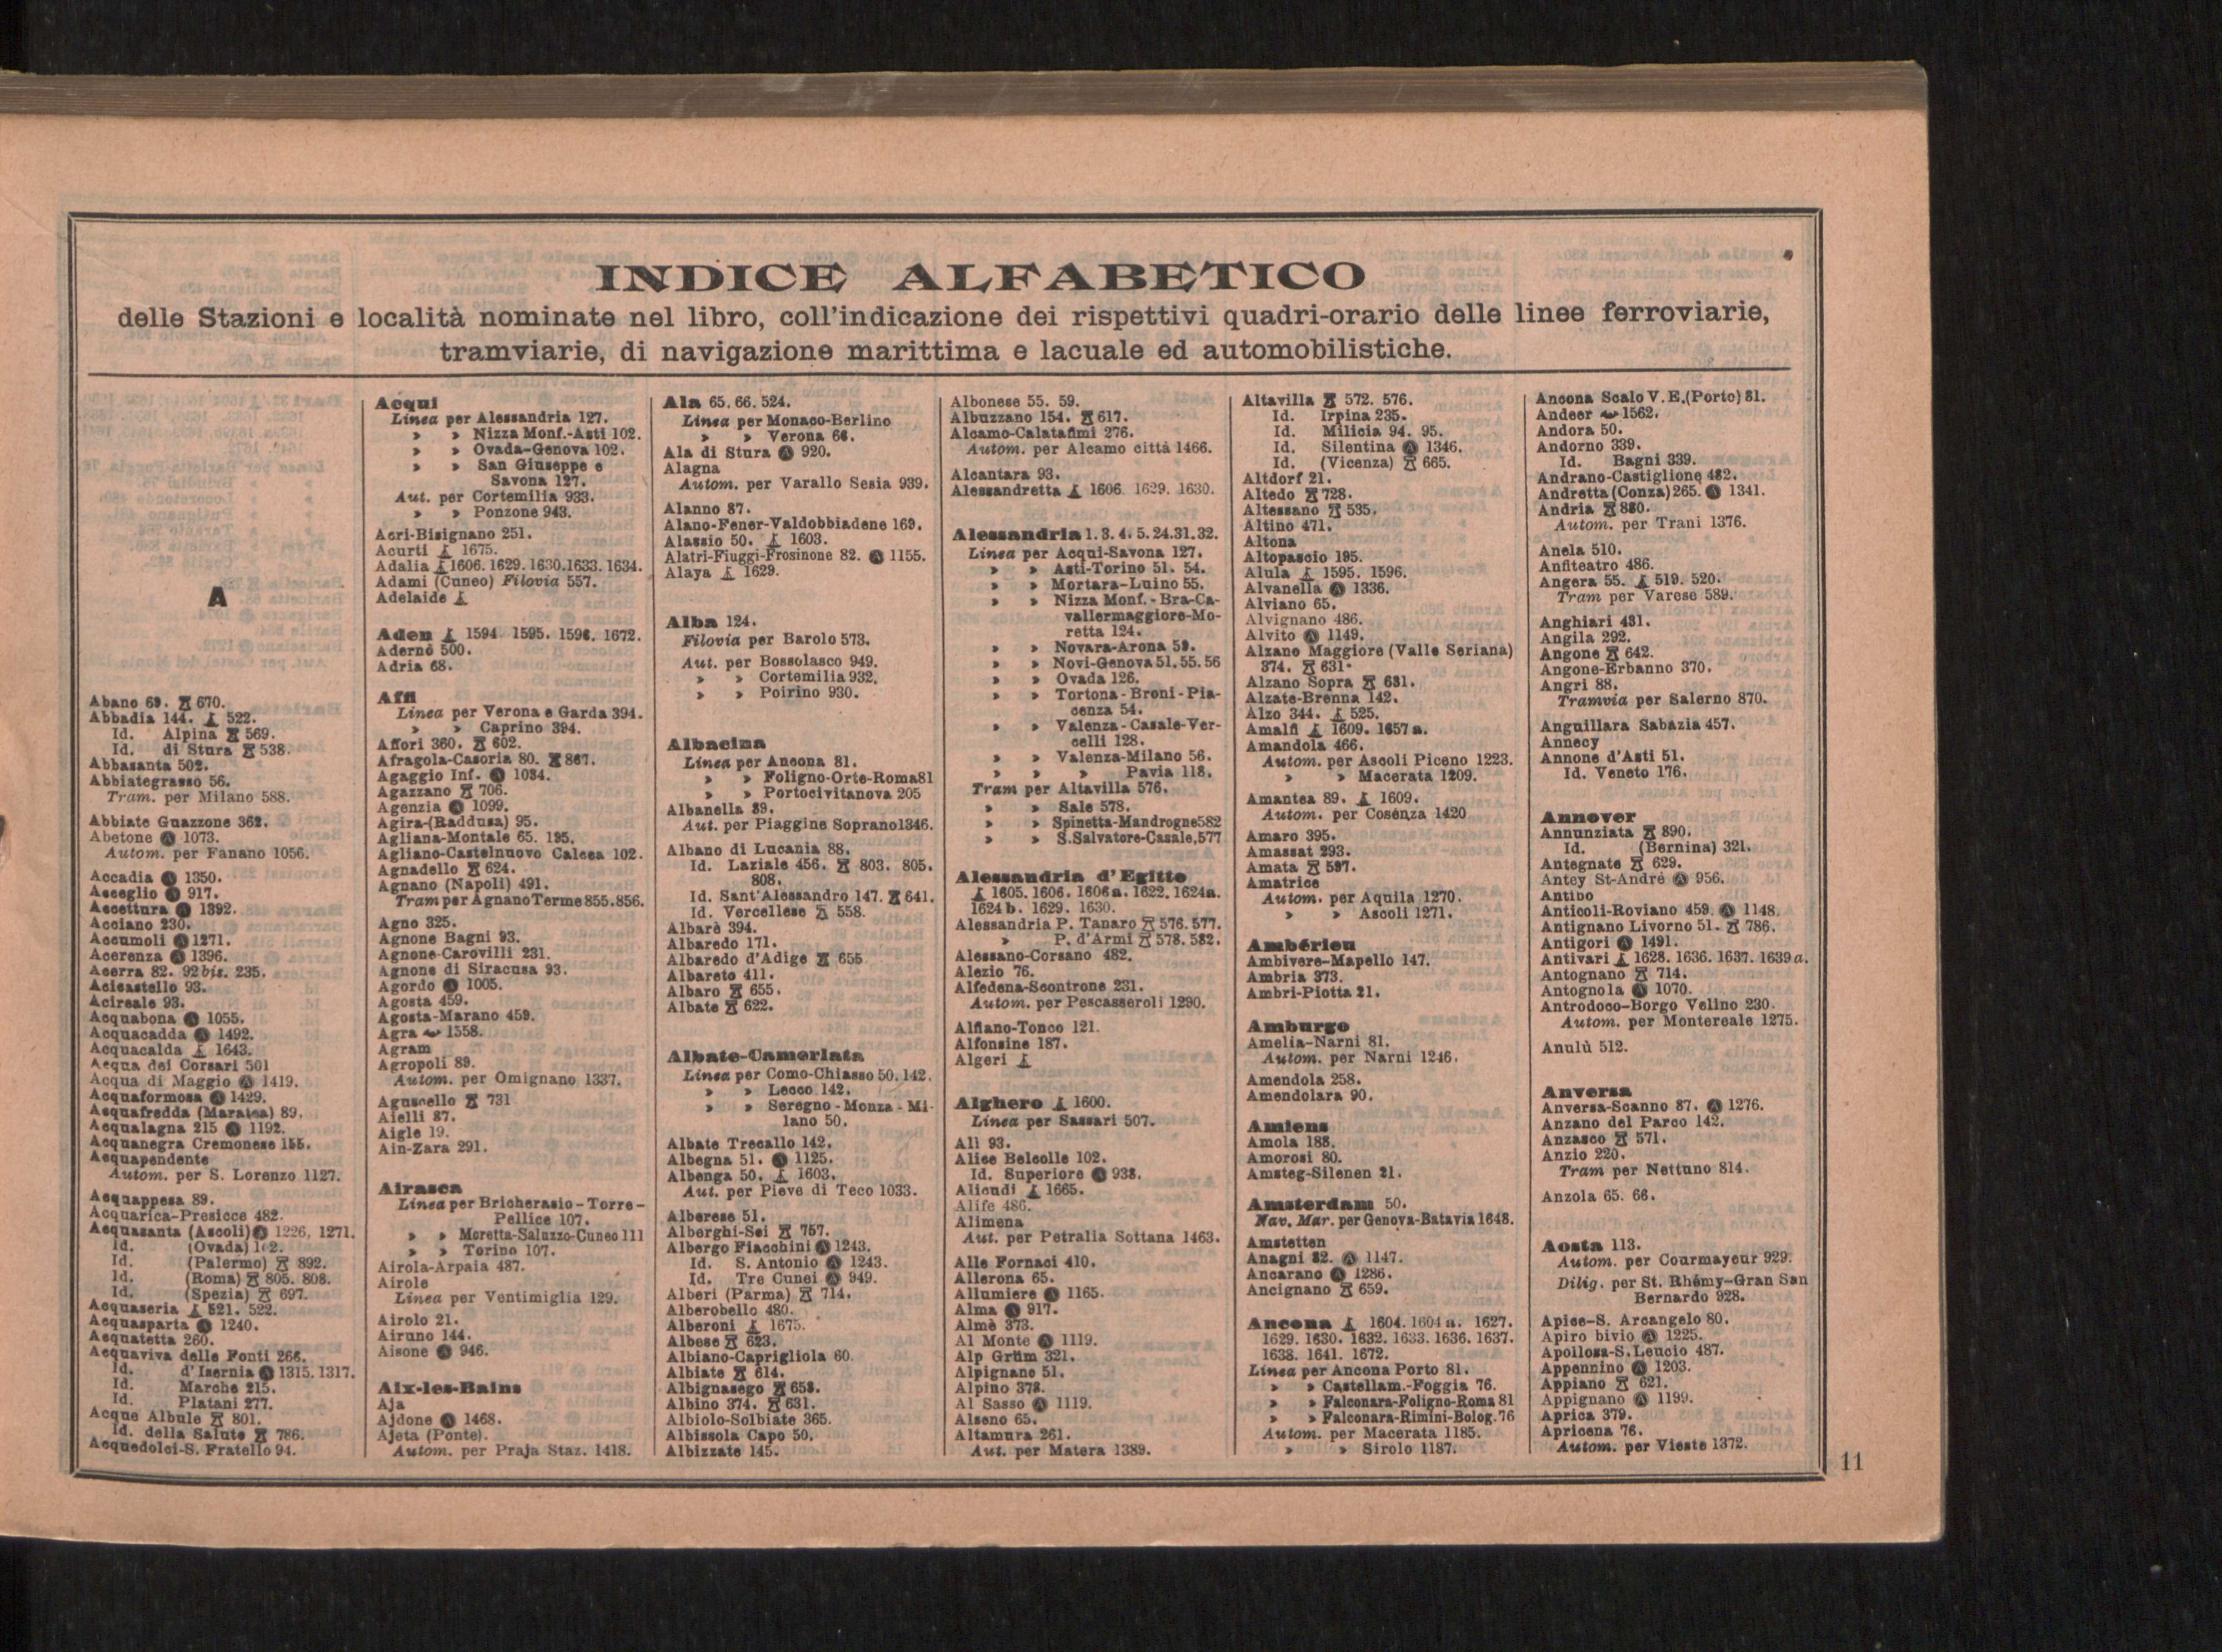 INDICE ALFABETICO
delle Stazioni e località nominate nel libro, coll'indicazione dei rispettivi quadri-orario delle linee ferroviarie,
tramviarie, di navigazione marittima e lacuale ed automobilistiche.
A
Abano 69. 670.
Abbadia 144. 522.
Id. Alpina 569.
Id. di Stura 538.
Abbasanta 502.
Abbiategrasso 56.
Tram. per Milano 588.
Abbiate Guazzone 362.
Abetone 1073.
Autom. per Fanano 1056.
Accadia 1350.
Acceglio 917.
Accettura 1392.
Acciano 230.
Accumoli 1271.
Acerenza 1396.
Acerra 82. 92 bis. 235.
Acicastello 93.
Acireale 93.
Acquabona 1055.
Acquacadda 1492.
Acquacalda 1643.
Acqua dei Corsari 501
Acqua di Maggio 1419.
Acquaformosa 1429.
Acquafredda (Maratea) 89.
Acqualagna 215 1192.
Acquanegra Cremonese 155.
Acquapendente
Autom. per S. Lorenzo 1127.
Acquappesa 89.
Acquarica-Presicce 482.
Acquasanta (Ascoli) 1226, 1271.
Id. (Ovada) 102.
Id. (Palermo) 892.
Id. (Roma) 805. 808.
Id. (Spezia) 697.
Acquaseria 521. 522.
Acquasparta 1240.
Acquatetta 260.
Acquaviva delle Fonti 266.
Id. d'Isernia 1315. 1317.
Id. Marche 215.
Id. Platani 277.
Acque Albule 801.
Id. della Salute 786.
Acquedolci-S. Fratello 94.
Acqui
Linea per Alessandria 127.
» » Nizza Monf.-Asti 102.
» » Ovada-Genova 102.
» » San Giuseppe e
Savona 127.
Aut. per Cortemilia 933.
» » Ponzone 943.
Acri-Bisignano 251.
Acurti 1675.
Adalia 1606. 1629. 1630. 1633. 1634.
Adami (Cuneo) Filovia 557.
Adelaide
Aden 1594. 1595. 1596. 1672.
Adernò 500.
Adria 68.
Affi
Linea per Verona e Garda 394.
» » Caprino 394.
Affori 360. 602.
Afragola-Casoria 80. 867.
Agaggio Inf. 1034.
Agazzano 706.
Agenzia 1099.
Agira-(Raddusa) 95.
Agliana-Montale 65. 195.
Agliano-Castelnuovo Calcea 102.
Agnadello 624.
Agnano (Napoli) 491.
Tram per Agnano Terme 855. 856.
Agno 325.
Agnone Bagni 93.
Agnone-Carovilli 231.
Agnone di Siracusa 93.
Agordo 1005.
Agosta 459.
Agosta-Marano 459.
Agra 1558.
Agram
Agropoli 89.
Autom. per Omignano 1337.
Aguscello 731
Aielli 87.
Aigle 19.
Ain-Zara 291.
Airasca
Linea per Bricherasio-Torre-
Pellice 107.
» » Moretta-Saluzzo-Cuneo 111
» » Torino 107.
Airola-Arpaia 487.
Airole
Linea per Ventimiglia 129.
Airolo 21.
Airuno 144.
Aisone 946.
Aix-les-Bains
Aja
Ajdone 1468.
Ajeta (Ponte).
Autom. per Praja Staz. 1418.
Ala 65. 66. 524.
Linea per Monaco-Berlino
» » Verona 66.
Ala di Stura 920.
Alagna
Autom. per Varallo Sesia 939.
Alanno 87.
Alano-Fener-Valdobbiadene 169.
Alassio 50. 1603.
Alatri-Fiuggi-Frosinone 82. 1155.
Alaya 1629.
Alba 124.
Filovia per Barolo 573.
Aut. per Bossolasco 949.
» » Cortemilia 932.
» » Poirino 930.
Albacina
Linea per Ancona 81.
» » Foligno-Orte-Roma 81
» » Portocivitanova 205
Albanella 89.
Aut. per Piaggine Soprano 1346.
Albano di Lucania 88.
Id. Laziale 456. 803. 805.
808.
Id. Sant'Alessandro 147. 641.
Id. Vercellese 558.
Albarè 394.
Albaredo 171.
Albaredo d'Adige 655
Albareto 411.
Albaro 655.
Albate 622.
Albate-Camerlata
Linea per Como-Chiasso 50. 142.
» » Lecco 142.
» » Seregno-Monza-Mi-
lano 50.
Albate Trecallo 142.
Albegna 51. 1125.
Albenga 50. 1603.
Aut. per Pieve di Teco 1033.
Alberese 51.
Alberghi-Sei 757.
Albergo Fiacchini 1243.
Id. S. Antonio 1243.
Id. Tre Cunei 949.
Alberi (Parma) 714.
Alberobello 480.
Alberoni 1675.
Albese 623.
Albiano-Caprigliola 60.
Albiate 614.
Albignasego 658.
Albino 374. 631.
Albiolo-Solbiate 365.
Albissola Capo 50.
Albizzate 145.
Albonese 55. 59.
Albuzzano 154. 617.
Alcamo-Calatafimi 276.
Autom. per Alcamo città 1466.
Alcantara 93.
Alessandretta 1606. 1629. 1630.
Alessandria 1. 3. 4. 5. 24. 31. 32.
Linea per Acqui-Savona 127.
» » Asti-Torino 51. 54.
» » Mortara-Luino 55.
» » Nizza Monf.-Bra-Ca-
vallermaggiore-Mo-
retta 124.
» » Novara-Arona 59.
» » Novi-Genova 51. 55. 56
» » Ovada 126.
» » Tortona-Broni-Pia-
cenza 54.
» » Valenza-Casale-Ver-
celli 128.
» » Valenza-Milano 56.
» » » Pavia 118.
Tram per Altavilla 576.
» » Sale 578.
» » Spinetta-Mandrogne 582
» » S. Salvatore-Casale, 577
Alessandria d'Egitto
1605. 1606. 1606 a. 1622. 1624a.
1624 b. 1629. 1630.
Alessandria P. Tanaro 576. 577.
» P. d'Armi 578. 582.
Alessano-Corsano 482.
Alezio 76.
Alfedena-Scontrone 231.
Autom. per Pescasseroli 1290.
Alfiano-Tonco 121.
Alfonsine 187.
Algeri
Alghero 1600.
Linea per Sassari 507.
Alì 93.
Alice Belcolle 102.
Id. Superiore 938.
Alicudi 1665.
Alife 486.
Alimena
Aut. per Petralia Sottana 1463.
Alle Fornaci 410.
Allerona 65.
Allumiere 1165.
Alma 917.
Almè 373.
Al Monte 1119.
Alp Grüm 321.
Alpignano 51.
Alpino 378.
Al Sasso 1119.
Alseno 65.
Altamura 261.
Aut. per Matera 1389.
Altavilla 572. 576.
Id. Irpina 235.
Id. Milicia 94. 95.
Id. Silentina 1346.
Id. (Vicenza) 665.
Altdorf 21.
Altedo 728.
Altessano 535.
Altino 471.
Altona
Altopascio 195.
Alula 1595. 1596.
Alvanella 1336.
Alviano 65.
Alvignano 486.
Alvito 1149.
Alzano Maggiore (Valle Seriana)
374. 631.
Alzano Sopra 631.
Alzate-Brenna 142.
Alzo 344. 525.
Amalfi 1609. 1657 a.
Amandola 466.
Autom. per Ascoli Piceno 1223.
» » Macerata 1209.
Amantea 89. 1609.
Autom. per Cosenza 1420
Amaro 395.
Amassat 293.
Amata 597.
Amatrice
Autom. per Aquila 1270.
» » Ascoli 1271.
Ambérieu
Ambivere-Mapello 147.
Ambria 373.
Ambri-Piotta 21.
Amburgo
Amelia-Narni 81.
Autom. per Narni 1246.
Amendola 258.
Amendolara 90.
Amiens
Amola 188.
Amorosi 80.
Amsteg-Silenen 21.
Amsterdam 50.
Nav. Mar. per Genova-Batavia 1648.
Amstetten
Anagni 82. 1147.
Ancarano 1286.
Ancignano 659.
Ancona 1604. 1604 a. 1627.
1629. 1630. 1632. 1633. 1636. 1637.
1638. 1641. 1672.
Linea per Ancona Porto 81.
» » Castellam.-Foggia 76.
» » Falconara-Foligno-Roma 81
» » Falconara-Rimini-Bolog. 76
Autom. per Macerata 1185.
» » Sirolo 1187.
Ancona Scalo V. E. (Porto) 81.
Andeer 1562.
Andora 50.
Andorno 339.
Id. Bagni 339.
Andrano-Castiglione 482.
Andretta (Conza) 265. 1341.
Andria 880.
Autom. per Trani 1376.
Anela 510.
Anfiteatro 486.
Angera 55. 519. 520.
Tram per Varese 589.
Anghiari 431.
Angila 292.
Angone 642.
Angone-Erbanno 370.
Angri 88.
Tramvia per Salerno 870.
Anguillara Sabazia 457.
Annecy
Annone d'Asti 51.
Id. Veneto 176.
Annover
Annunziata 890.
Id. (Bernina) 321.
Antegnate 629.
Antey St-Andrè 956.
Antibo
Anticoli-Roviano 459. 1148.
Antignano Livorno 51. 786.
Antigori 1491.
Antivari 1628. 1636. 1637. 1639 a.
Antognano 714.
Antognola 1070.
Antrodoco-Borgo Velino 230.
Autom. per Montereale 1275.
Anulù 512.
Anversa
Anversa-Scanno 87. 1276.
Anzano del Parco 142.
Anzasco 571.
Anzio 220.
Tram per Nettuno 814.
Anzola 65. 66.
Aosta 113.
Autom. per Courmayeur 929.
Dilig. per St. Rhémy-Gran San
Bernardo 928.
Apice-S. Arcangelo 80.
Apiro bivio 1225.
Apollosa-S. Leucio 487.
Appennino 1203.
Appiano 621.
Appignano 1199.
Aprica 379.
Apricena 76.
Autom. per Vieste 1372.
11